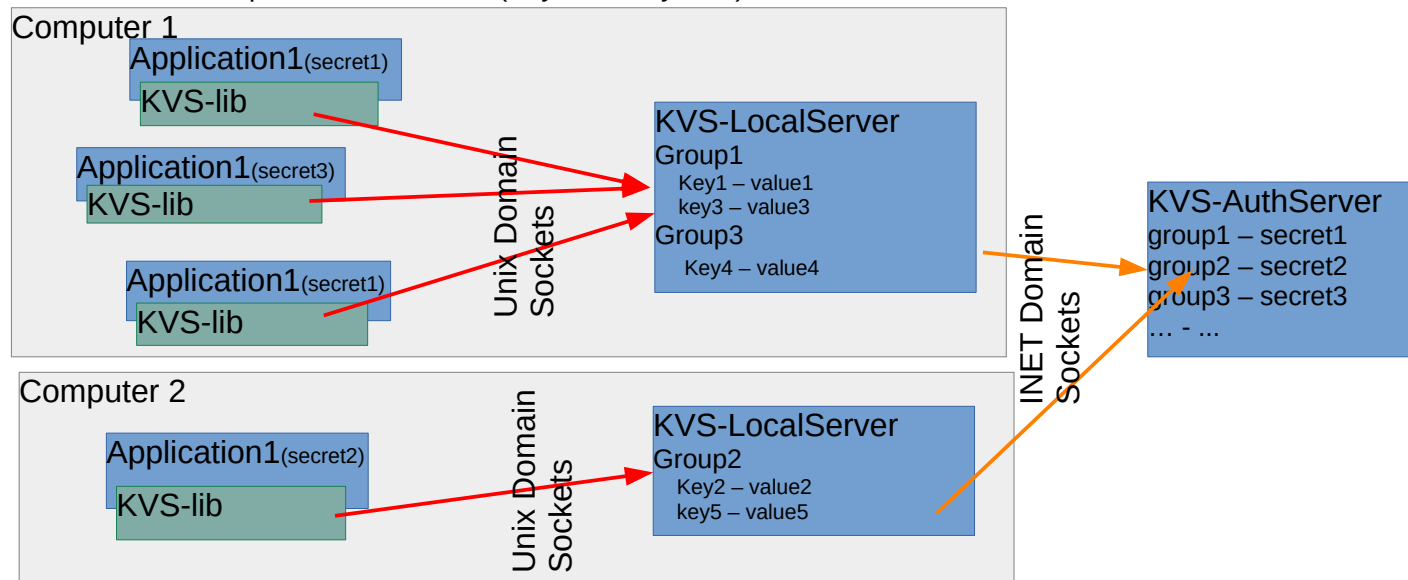 Computer 1
Application1(secret1)
KVS-lib
Application1(secret3)
KVS-lib
Application1(secret1)
KVS-lib
Unix Domain
Sockets
KVS-LocalServer
Group1
Key1 – value1
key3 – value3
Group3
Key4 – value4
INET Domain
Sockets
KVS-AuthServer
group1 – secret1
group2 – secret2
group3 – secret3
… - ...
Computer 2
Application1(secret2)
KVS-lib
Unix Domain
Sockets
KVS-LocalServer
Group2
Key2 – value2
key5 – value5